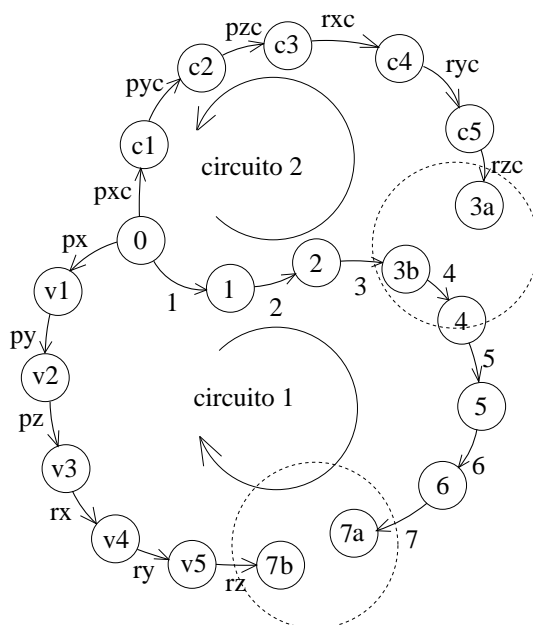 rxc
pzc
c3
c4
c2
pyc
ryc
c5
c1
circuito 2
rzc
pxc
3a
0
px
2
3b
4
v1
1
1
2
3
4
py
5
v2
circuito 1
5
pz
v3
6
6
rx
v4
7a
7
ry
v5
rz
7b